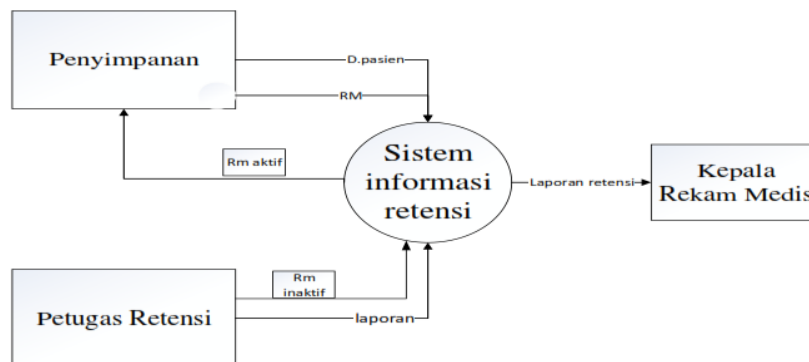 Penyimpanan
D.pasien
RM
Rm aktif
Sistem
informasi
retensi
Laporan retensi
Kepala
Rekam Medis
Petugas Retensi
Rm
inaktif
laporan